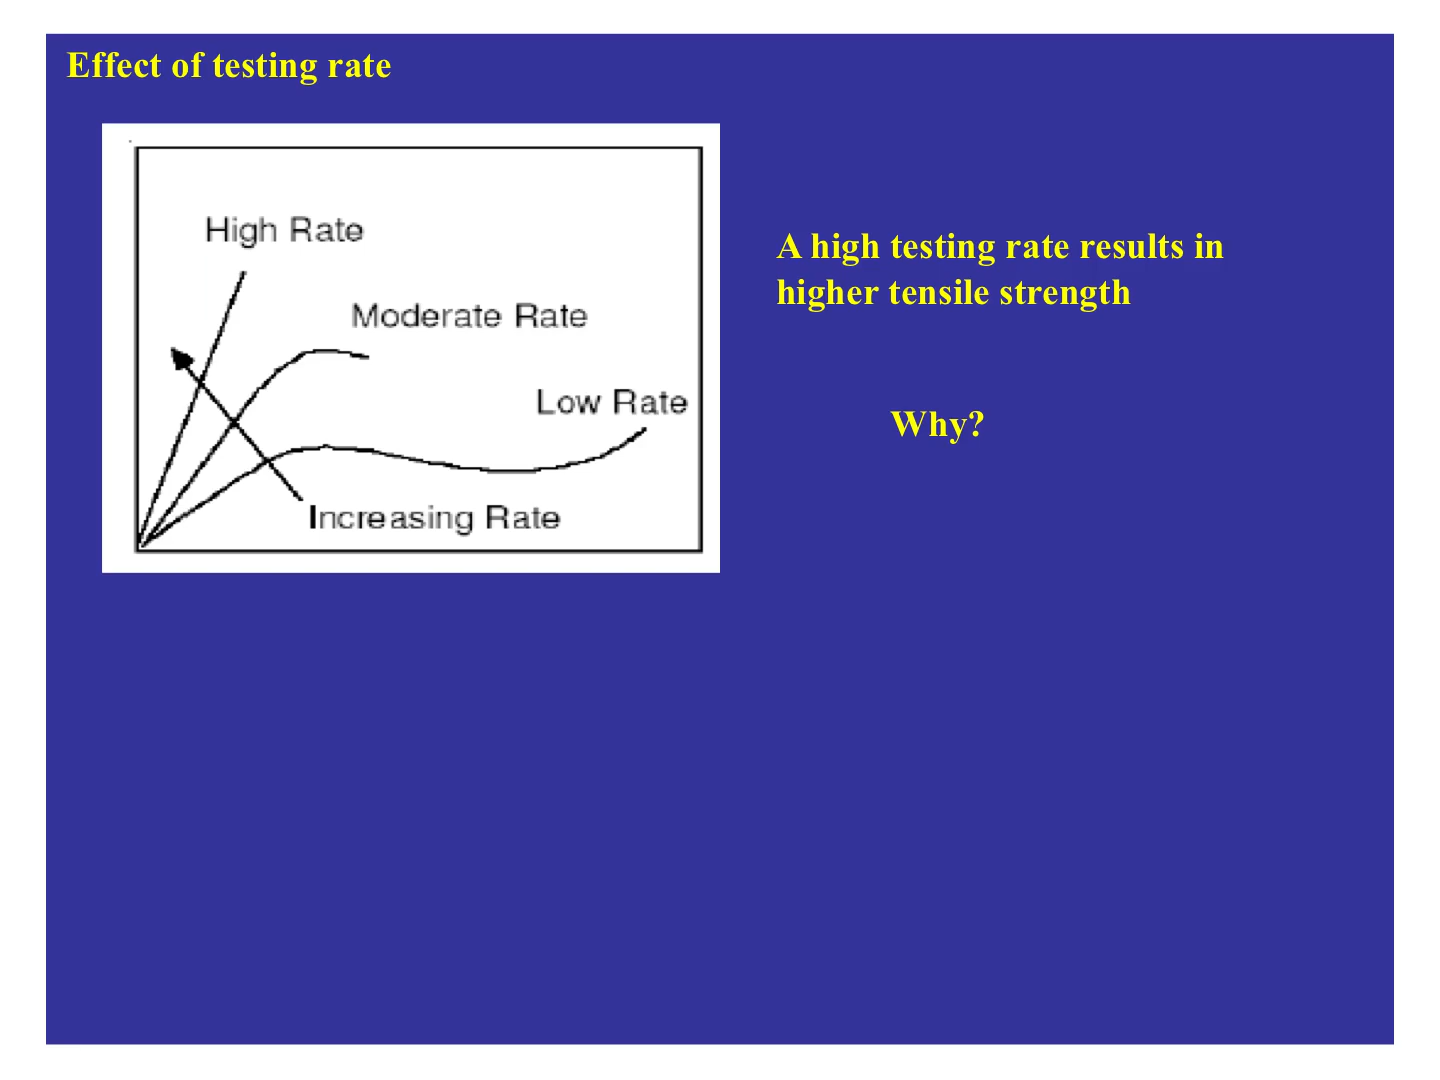 Effect of testing rate
High Rate
Moderate Rate
Low Rate
Increasing Rate
A high testing rate results in
higher tensile strength
Why?